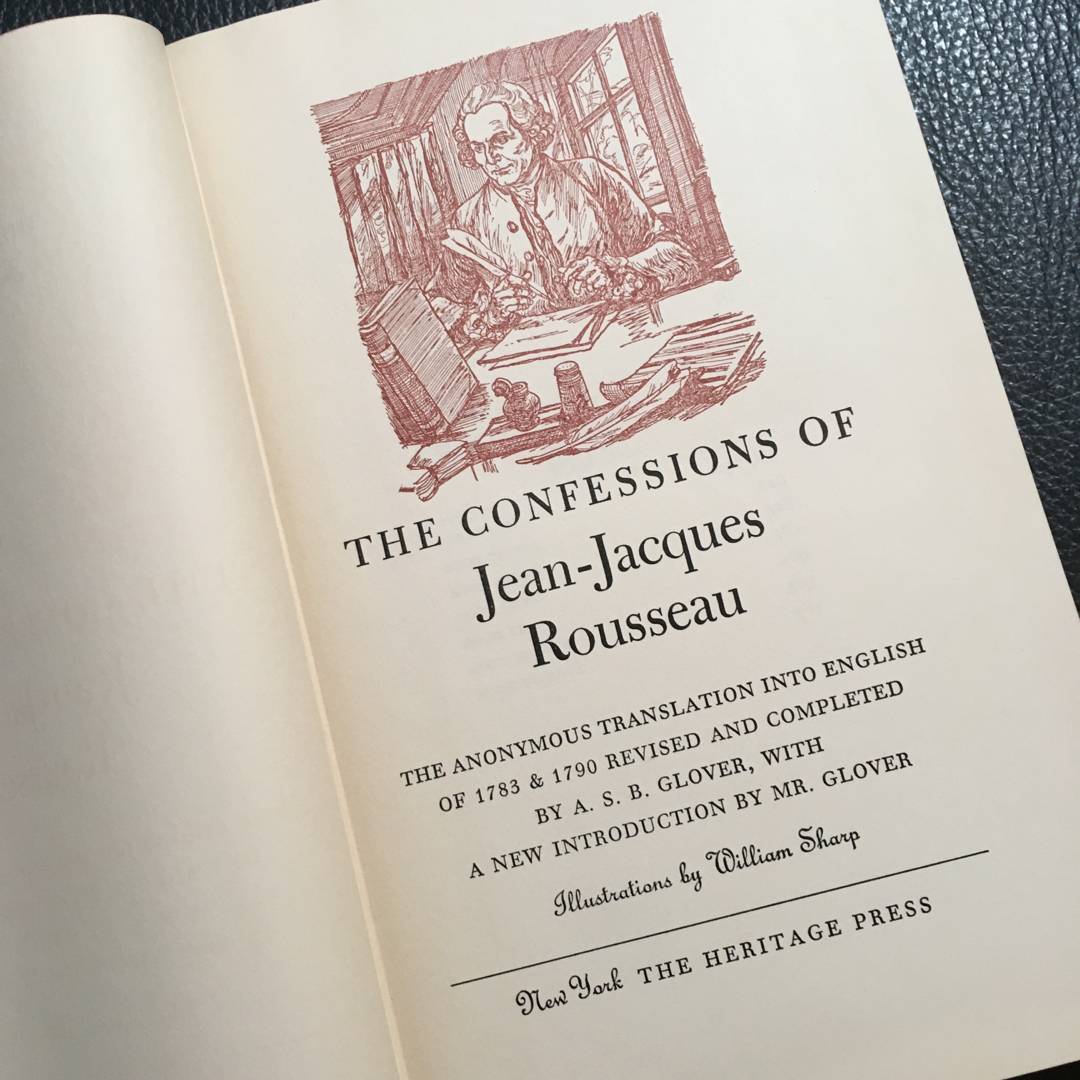 THE CONFESSIONS OF
Jean-Jacques
Rousseau
THE ANONYMOUS TRANSLATION INTO ENGLISH
OF 1783 & 1790 REVISED AND COMPLETED
BY A. S. B. GLOVER, WITH
A NEW INTRODUCTION BY MR. GLOVER
Illustrations by William Sharp
New York THE HERITAGE PRESS